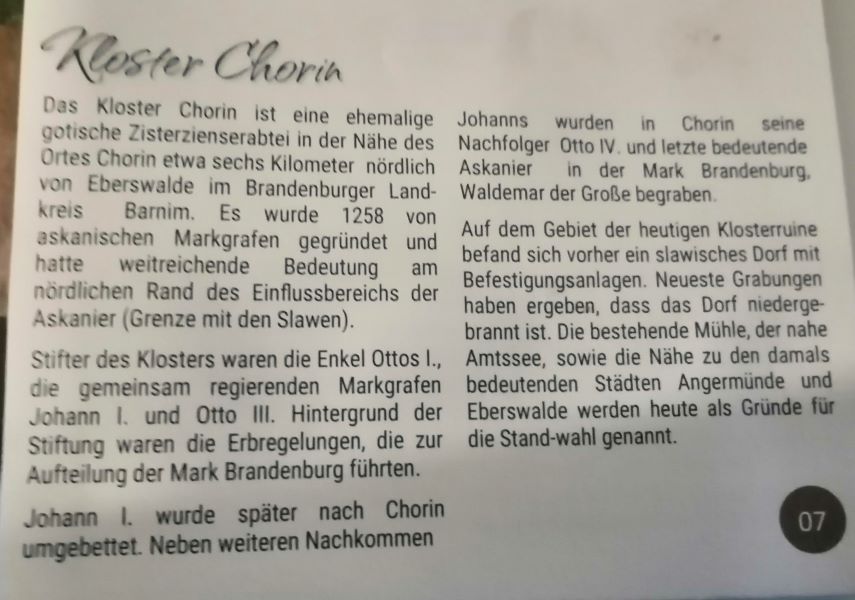 Kloster Chorin
Das Kloster Chorin ist eine ehemalige
gotische Zisterzienserabtei in der Nähe des
Ortes Chorin etwa sechs Kilometer nördlich
von Eberswalde im Brandenburger Land-
kreis Barnim. Es wurde 1258 von
askanischen Markgrafen gegründet und
hatte weitreichende Bedeutung am
nördlichen Rand des Einflussbereichs der
Askanier (Grenze mit den Slawen).
Stifter des Klosters waren die Enkel Ottos I.,
die gemeinsam regierenden Markgrafen
Johann I. und Otto III. Hintergrund der
Stiftung waren die Erbregelungen, die zur
Aufteilung der Mark Brandenburg führten.
Johann I. wurde später nach Chorin
umgebettet. Neben weiteren Nachkommen
Johanns wurden in Chorin seine
Nachfolger Otto IV. und letzte bedeutende
Askanier in der Mark Brandenburg,
Waldemar der Große begraben.
Auf dem Gebiet der heutigen Klosterruine
befand sich vorher ein slawisches Dorf mit
Befestigungsanlagen. Neueste Grabungen
haben ergeben, dass das Dorf niederge-
brannt ist. Die bestehende Mühle, der nahe
Amtssee, sowie die Nähe zu den damals
bedeutenden Städten Angermünde und
Eberswalde werden heute als Gründe für
die Stand-wahl genannt.
07